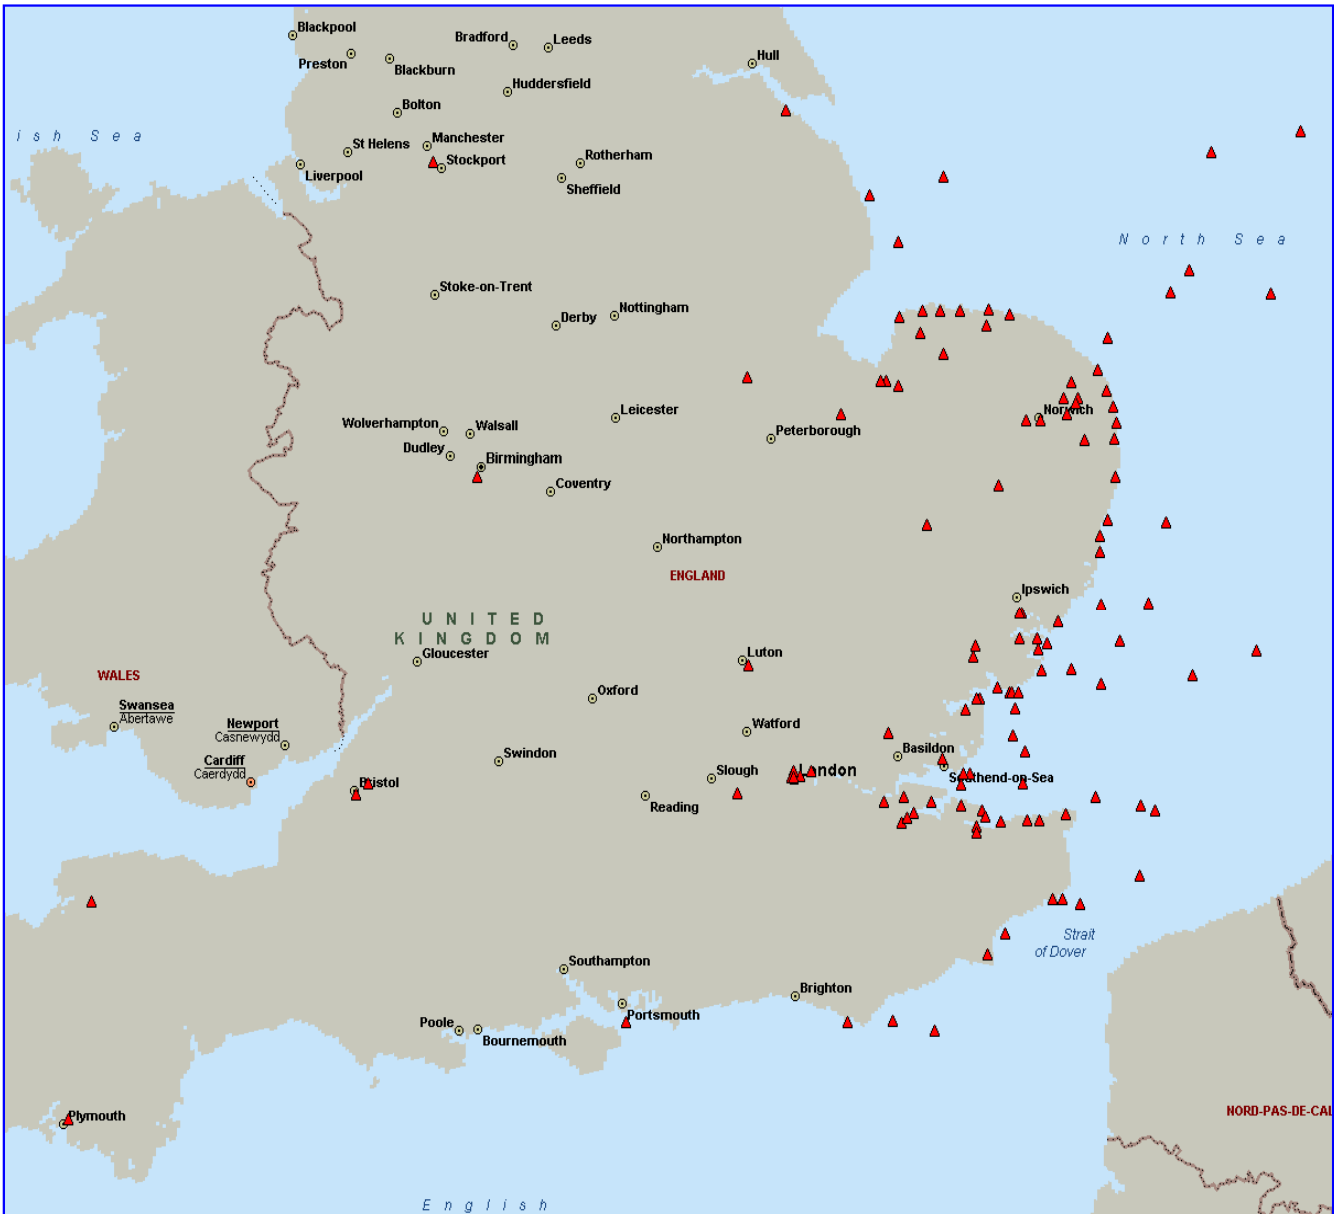 Blackpool
Bradford
Leeds
Preston
Blackburn
Hull
Huddersfield
Bolton
ish Sea
Manchester
St Helens
Stockport
Rotherham
Liverpool
Sheffield
North Sea
Stoke-on-Trent
Nottingham
Derby
Leicester
Norwich
Wolverhampton
Walsall
Peterborough
Dudley
Birmingham
Coventry
Northampton
ENGLAND
Ipswich
UNITED
KINGDOM
Gloucester
Luton
WALES
Oxford
Swansea
Abertawe
Newport
Casnewydd
Watford
Basildon
Cardiff
Caerdydd
Swindon
Slough
London
Southend-on-Sea
Bristol
Reading
Strait
of Dover
Southampton
Brighton
Portsmouth
Poole
Bournemouth
Plymouth
NORD-PAS-DE-CAL
English